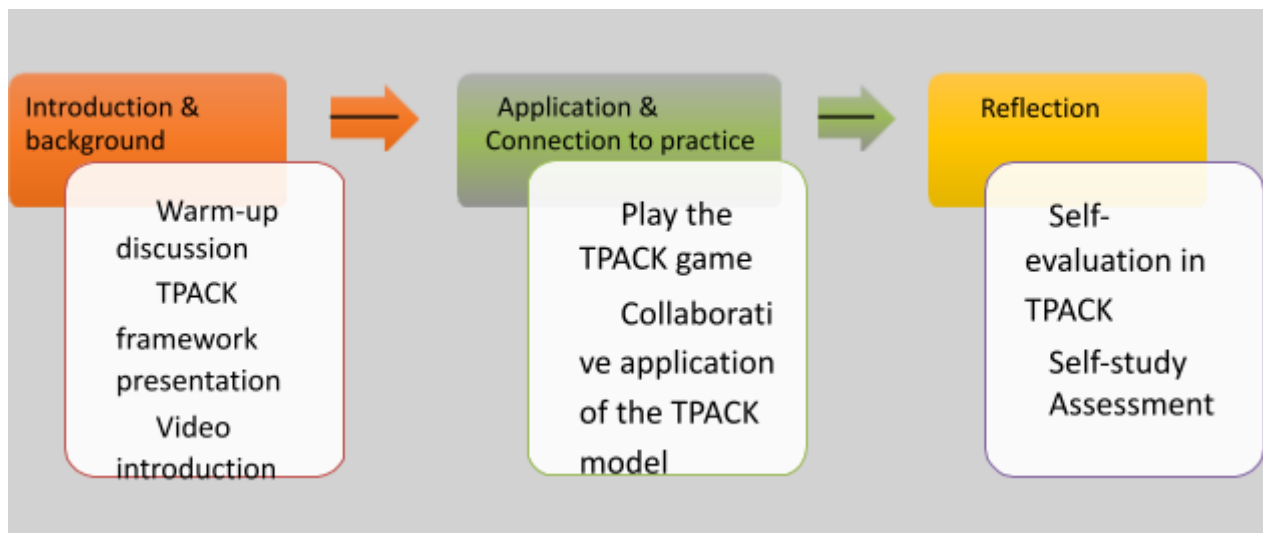 Introduction &
background
Warm-up
discussion
TPACK
framework
presentation
Video
introduction
Application &
Connection to practice
Play the
TPACK game
Collaborati
ve application
of the TPACK
model
Reflection
Self-
evaluation in
TPACK
Self-study
Assessment